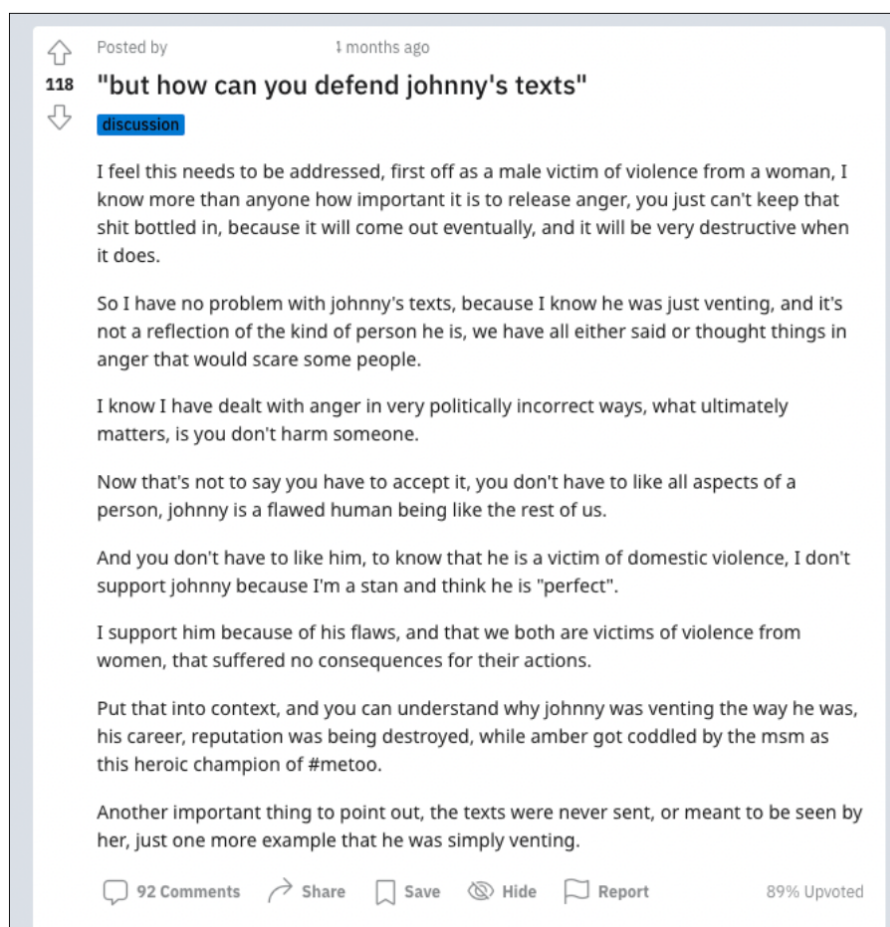 Posted by months ago
118
"but how can you defend johnny's texts"
discussion
I feel this needs to be addressed, first off as a male victim of violence from a woman, I
know more than anyone how important it is to release anger, you just can't keep that
shit bottled in, because it will come out eventually, and it will be very destructive when
it does.
So I have no problem with johnny's texts, because I know he was just venting, and it's
not a reflection of the kind of person he is, we have all either said or thought things in
anger that would scare some people.
I know I have dealt with anger in very politically incorrect ways, what ultimately
matters, is you don't harm someone.
Now that's not to say you have to accept it, you don't have to like all aspects of a
person, johnny is a flawed human being like the rest of us.
And you don't have to like him, to know that he is a victim of domestic violence, I don't
support johnny because I'm a stan and think he is "perfect".
I support him because of his flaws, and that we both are victims of violence from
women, that suffered no consequences for their actions.
Put that into context, and you can understand why johnny was venting the way he was,
his career, reputation was being destroyed, while amber got coddled by the msm as
this heroic champion of #metoo.
Another important thing to point out, the texts were never sent, or meant to be seen by
her, just one more example that he was simply venting.
92 Comments Share Save Hide Report 89% Upvoted